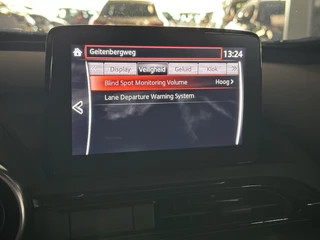 Geitenbergweg 13:24
Display Veiligheid Geluid Klok
Blind Spot Monitoring Volume Hoog
Lane Departure Warning System